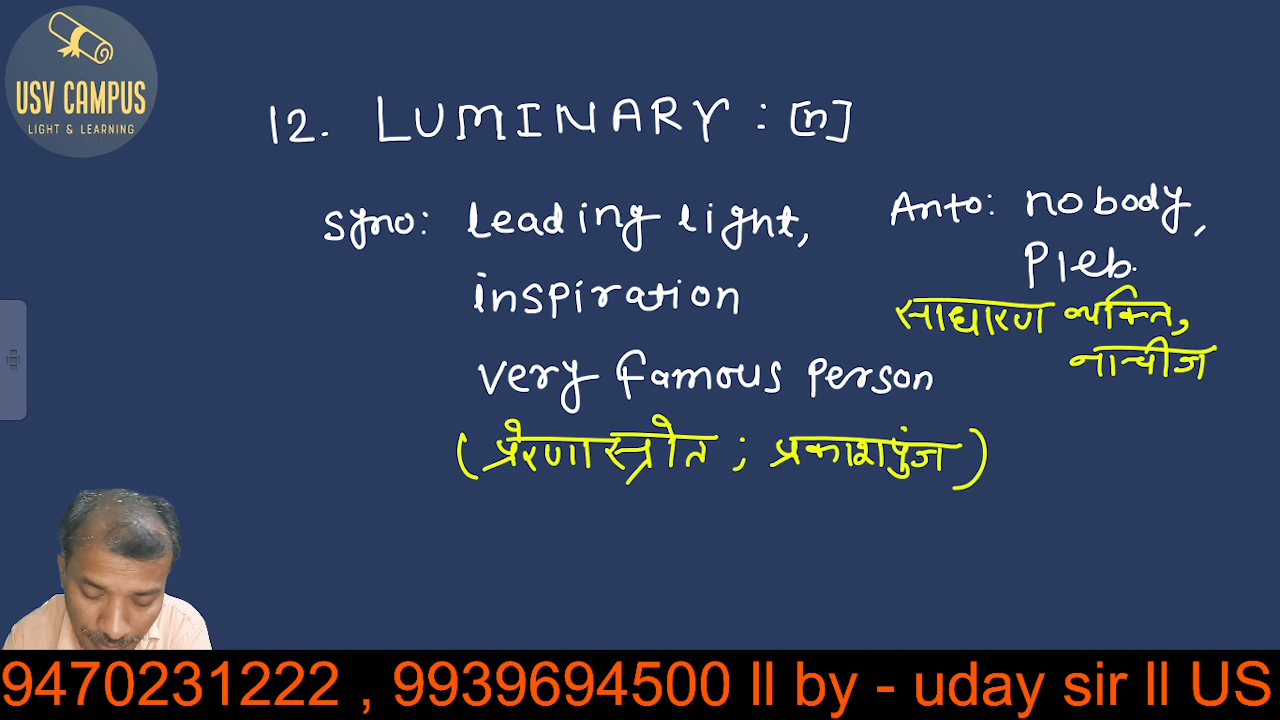 USV CAMPUS
LIGHT & LEARNING
12. LUMINARY : [n]
Syno: leading light,
inspiration
very famous person
(प्रेरणास्रोत ; प्रकाशपुंज)
Anto: nobody,
Pleb.
साधारण व्यक्ति,
नाचीज
9470231222 , 9939694500 ll by - uday sir ll US